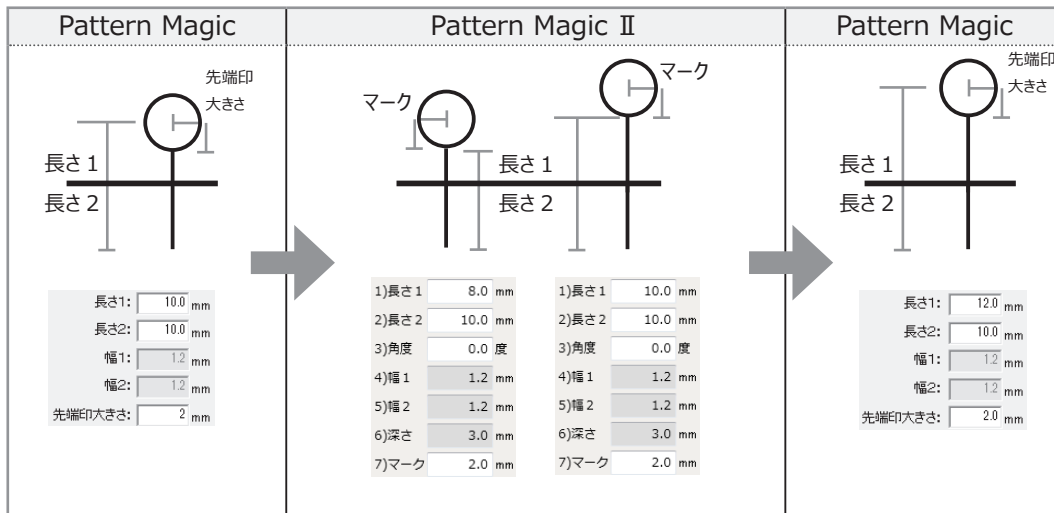 Pattern Magic
Pattern Magic Ⅱ
Pattern Magic
先端印
大きさ
長さ１
長さ２
長さ1: 10.0 mm
長さ2: 10.0 mm
幅1: 1.2 mm
幅2: 1.2 mm
先端印大きさ: 2 mm
マーク
マーク
長さ１
長さ２
1)長さ1 8.0 mm
2)長さ2 10.0 mm
3)角度 0.0 度
4)幅1 1.2 mm
5)幅2 1.2 mm
6)深さ 3.0 mm
7)マーク 2.0 mm
1)長さ1 10.0 mm
2)長さ2 10.0 mm
3)角度 0.0 度
4)幅1 1.2 mm
5)幅2 1.2 mm
6)深さ 3.0 mm
7)マーク 2.0 mm
先端印
大きさ
長さ１
長さ２
長さ1: 12.0 mm
長さ2: 10.0 mm
幅1: 1.2 mm
幅2: 1.2 mm
先端印大きさ: 2.0 mm